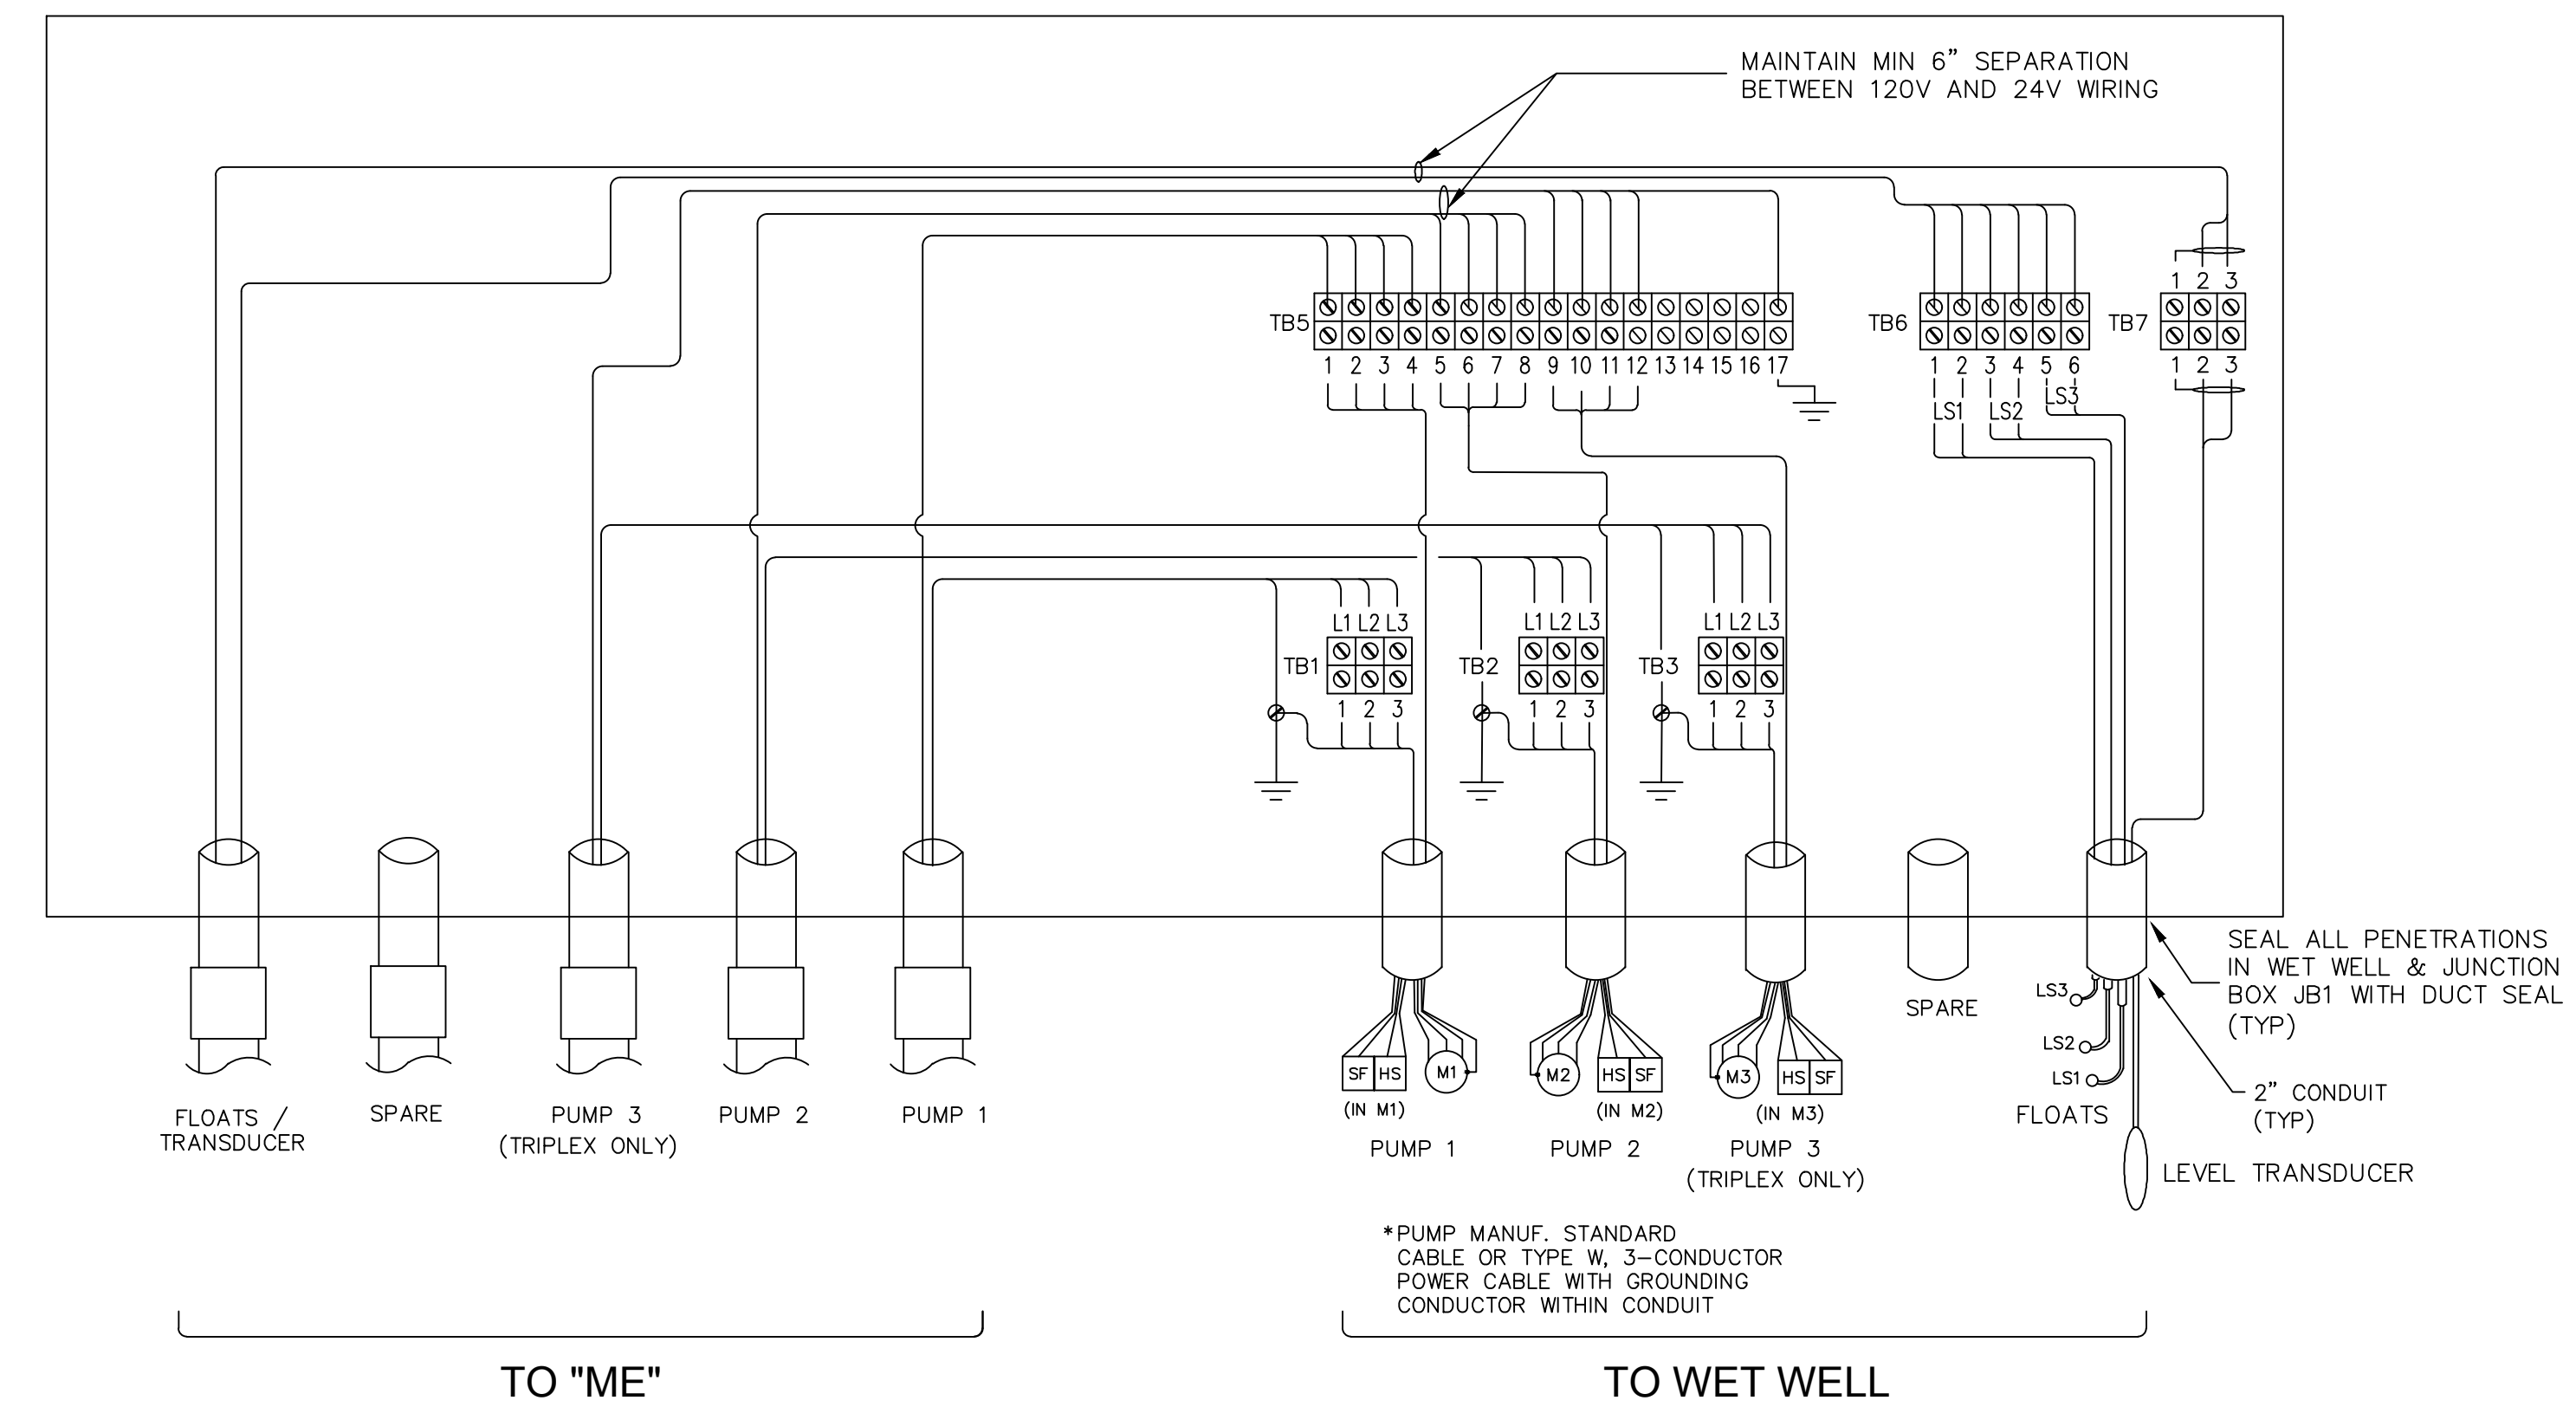 MAINTAIN MIN 6” SEPARATION
BETWEEN 120V AND 24V WIRING
1 2 3
TB5
TB6
TB7
1 2 3 4 5 6 7 8 9 10 11 12 13 14 15 16 17
1 2 3 4 5 6
1 2 3
LS1 LS2 LS3
L1 L2 L3
L1 L2 L3
L1 L2 L3
TB1
TB2
TB3
1 2 3
1 2 3
1 2 3
SEAL ALL PENETRATIONS
IN WET WELL & JUNCTION
BOX JB1 WITH DUCT SEAL
(TYP)
LS3
LS2
LS1
FLOATS
2” CONDUIT
(TYP)
LEVEL TRANSDUCER
SPARE
SF HS M1
(IN M1)
PUMP 1
M2 HS SF
(IN M2)
PUMP 2
M3 HS SF
(IN M3)
PUMP 3
(TRIPLEX ONLY)
FLOATS /
TRANSDUCER
SPARE
PUMP 3
(TRIPLEX ONLY)
PUMP 2
PUMP 1
*PUMP MANUF. STANDARD
CABLE OR TYPE W, 3-CONDUCTOR
POWER CABLE WITH GROUNDING
CONDUCTOR WITHIN CONDUIT
TO "ME"
TO WET WELL